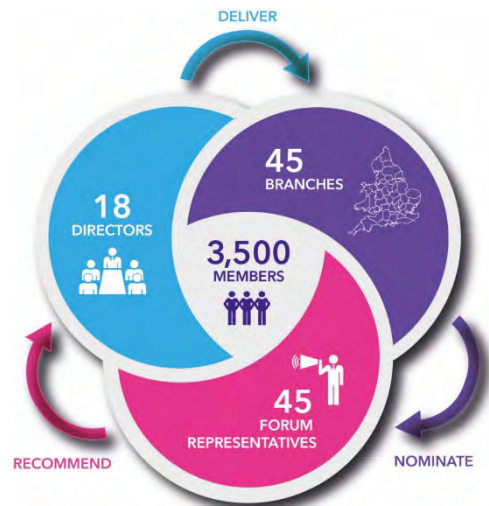 DELIVER
45
BRANCHES
18
DIRECTORS
3,500
MEMBERS
45
FORUM
REPRESENTATIVES
RECOMMEND
NOMINATE